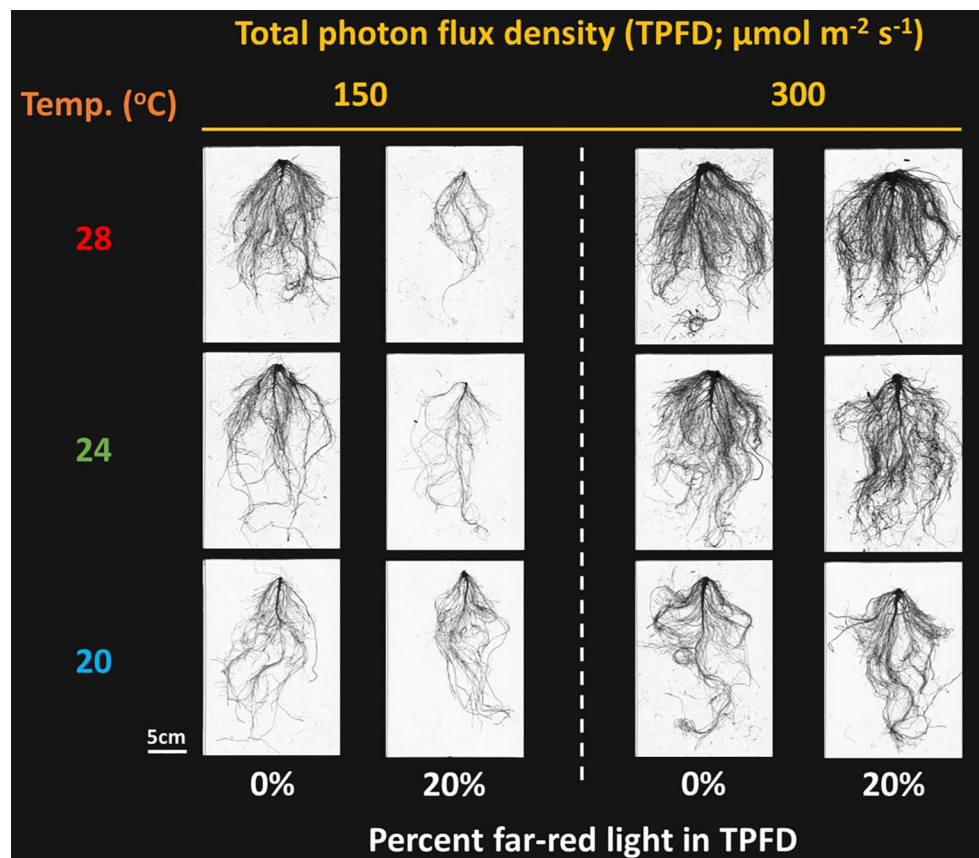 Total photon flux density (TPFD; µmol m⁻² s⁻¹)
Temp. (°C)
150 300
28
24
20
5cm
0% 20% 0% 20%
Percent far-red light in TPFD